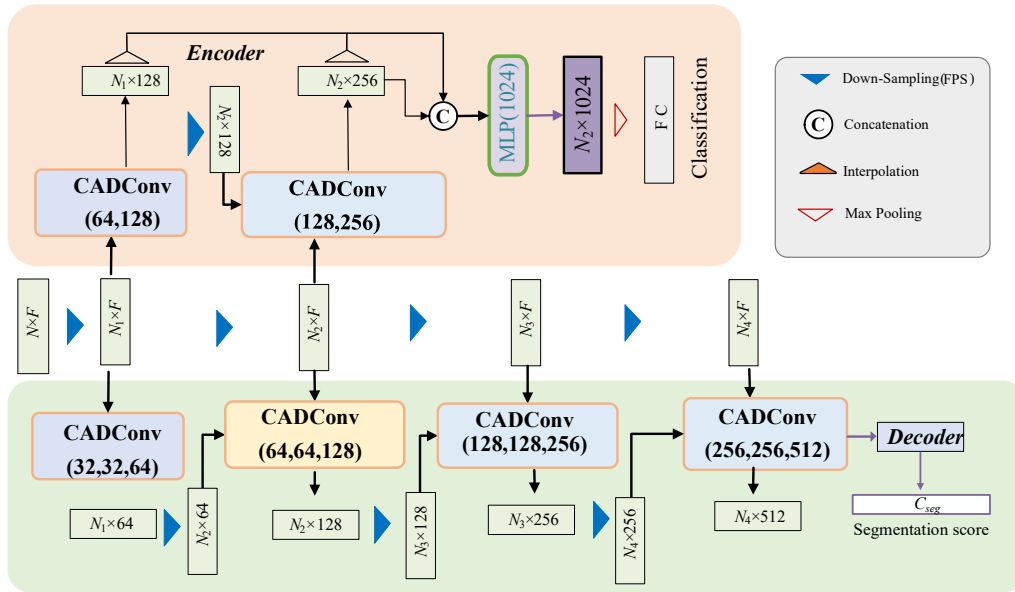 Encoder
N₁×128
N₂×256
N₂×128
C
MLP(1024)
N₂×1024
F C
Classification
CADConv
(64,128)
CADConv
(128,256)
Down-Sampling(FPS)
C
Concatenation
Interpolation
Max Pooling
N×F
N₁×F
N₂×F
N₃×F
N₄×F
CADConv
(32,32,64)
CADConv
(64,64,128)
CADConv
(128,128,256)
CADConv
(256,256,512)
Decoder
N₁×64
N₂×64
N₂×128
N₃×128
N₃×256
N₄×256
N₄×512
C_seg
Segmentation score